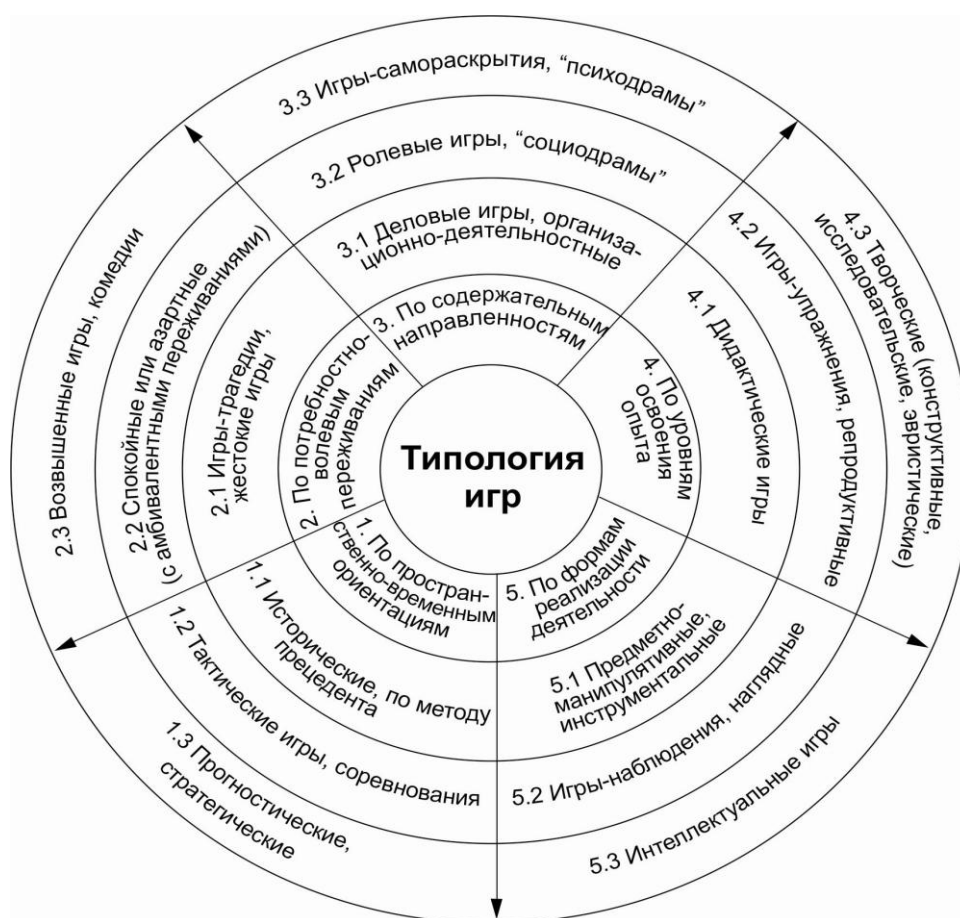 Типология
игр
1. По простран-
ственно-временным
ориентациям
1.1 Исторические, по методу
прецедента
1.2 Тактические игры, соревнования
1.3 Прогностические,
стратегические
2. По потребностно-
волевым
переживаниям
2.1 Игры-трагедии,
жестокие игры
2.2 Спокойные или азартные
(с амбивалентными переживаниями)
2.3 Возвышенные игры, комедии
3. По содержательным
направленностям
3.1 Деловые игры, организа-
ционно-деятельностные
3.2 Ролевые игры, “социодрамы”
3.3 Игры-самораскрытия, “психодрамы”
4. По уровням
освоения
опыта
4.1 Дидактические игры
4.2 Игры-упражнения, репродуктивные
4.3 Творческие (конструктивные,
исследовательские, эвристические)
5. По формам
реализации
деятельности
5.1 Предметно-
манипулятивные,
инструментальные
5.2 Игры-наблюдения, наглядные
5.3 Интеллектуальные игры